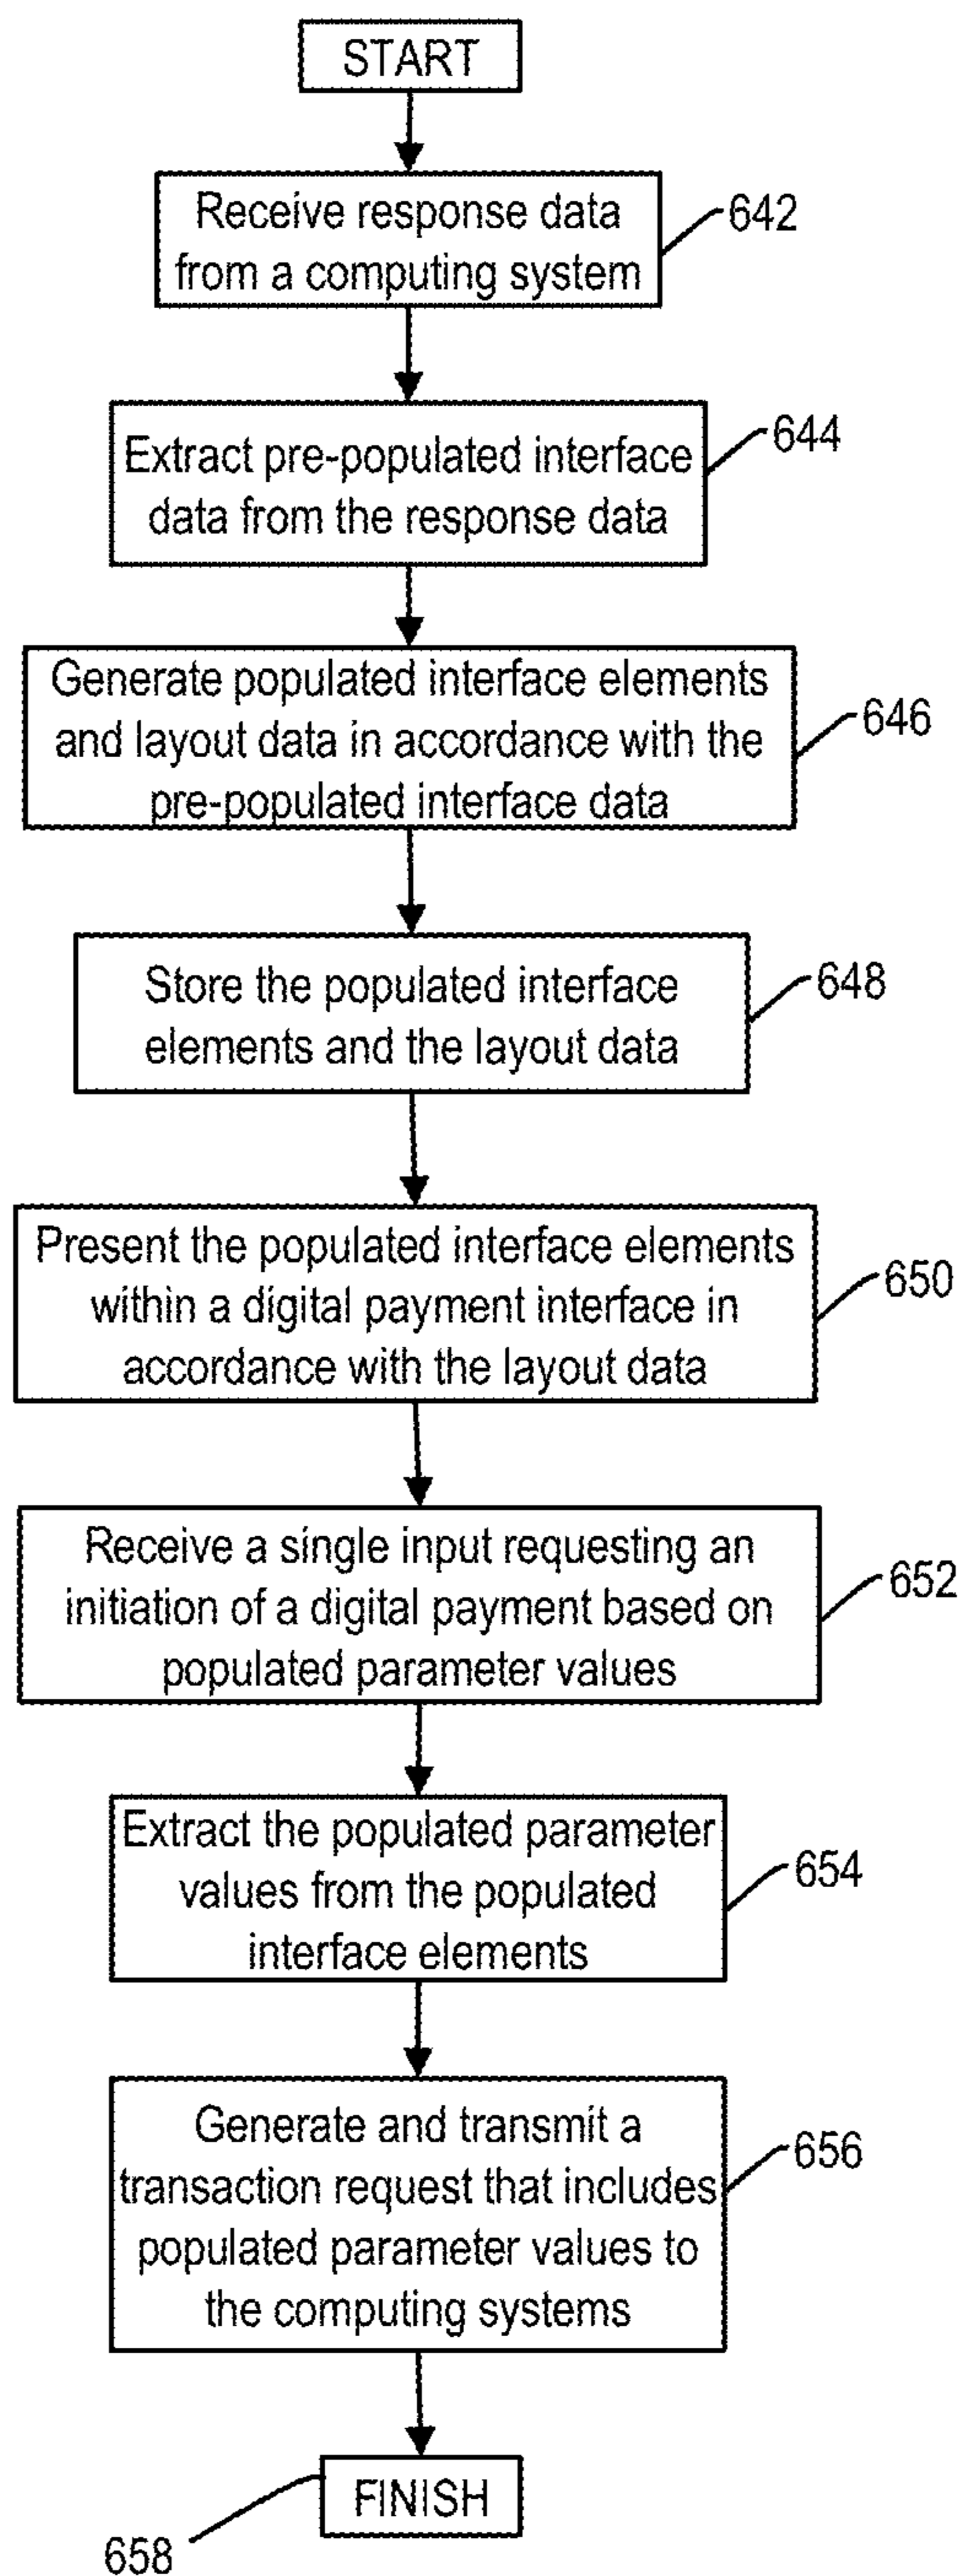 START
Receive response data
from a computing system
642
Extract pre-populated interface
data from the response data
644
Generate populated interface elements
and layout data in accordance with the
pre-populated interface data
646
Store the populated interface
elements and the layout data
648
Present the populated interface elements
within a digital payment interface in
accordance with the layout data
650
Receive a single input requesting an
initiation of a digital payment based on
populated parameter values
652
Extract the populated parameter
values from the populated
interface elements
654
Generate and transmit a
transaction request that includes
populated parameter values to
the computing systems
656
FINISH
658